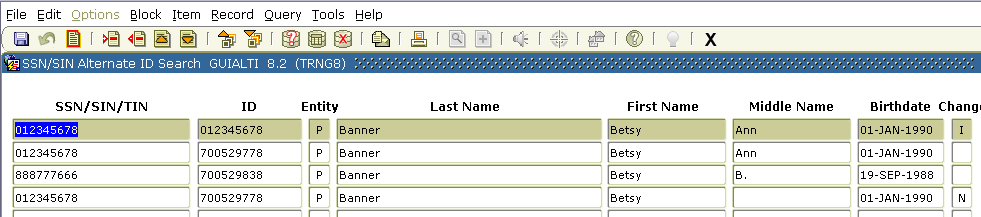 File Edit Options Block Item Record Query Tools Help
X
SSN/SIN Alternate ID Search GUIALTI 8.2 (TRNG8)
SSN/SIN/TIN ID Entity Last Name First Name Middle Name Birthdate Change
012345678 012345678 P Banner Betsy Ann 01-JAN-1990 I
012345678 700529778 P Banner Betsy Ann 01-JAN-1990
888777666 700529838 P Banner Betsy B. 19-SEP-1988
012345678 700529778 P Banner Betsy 01-JAN-1990 N